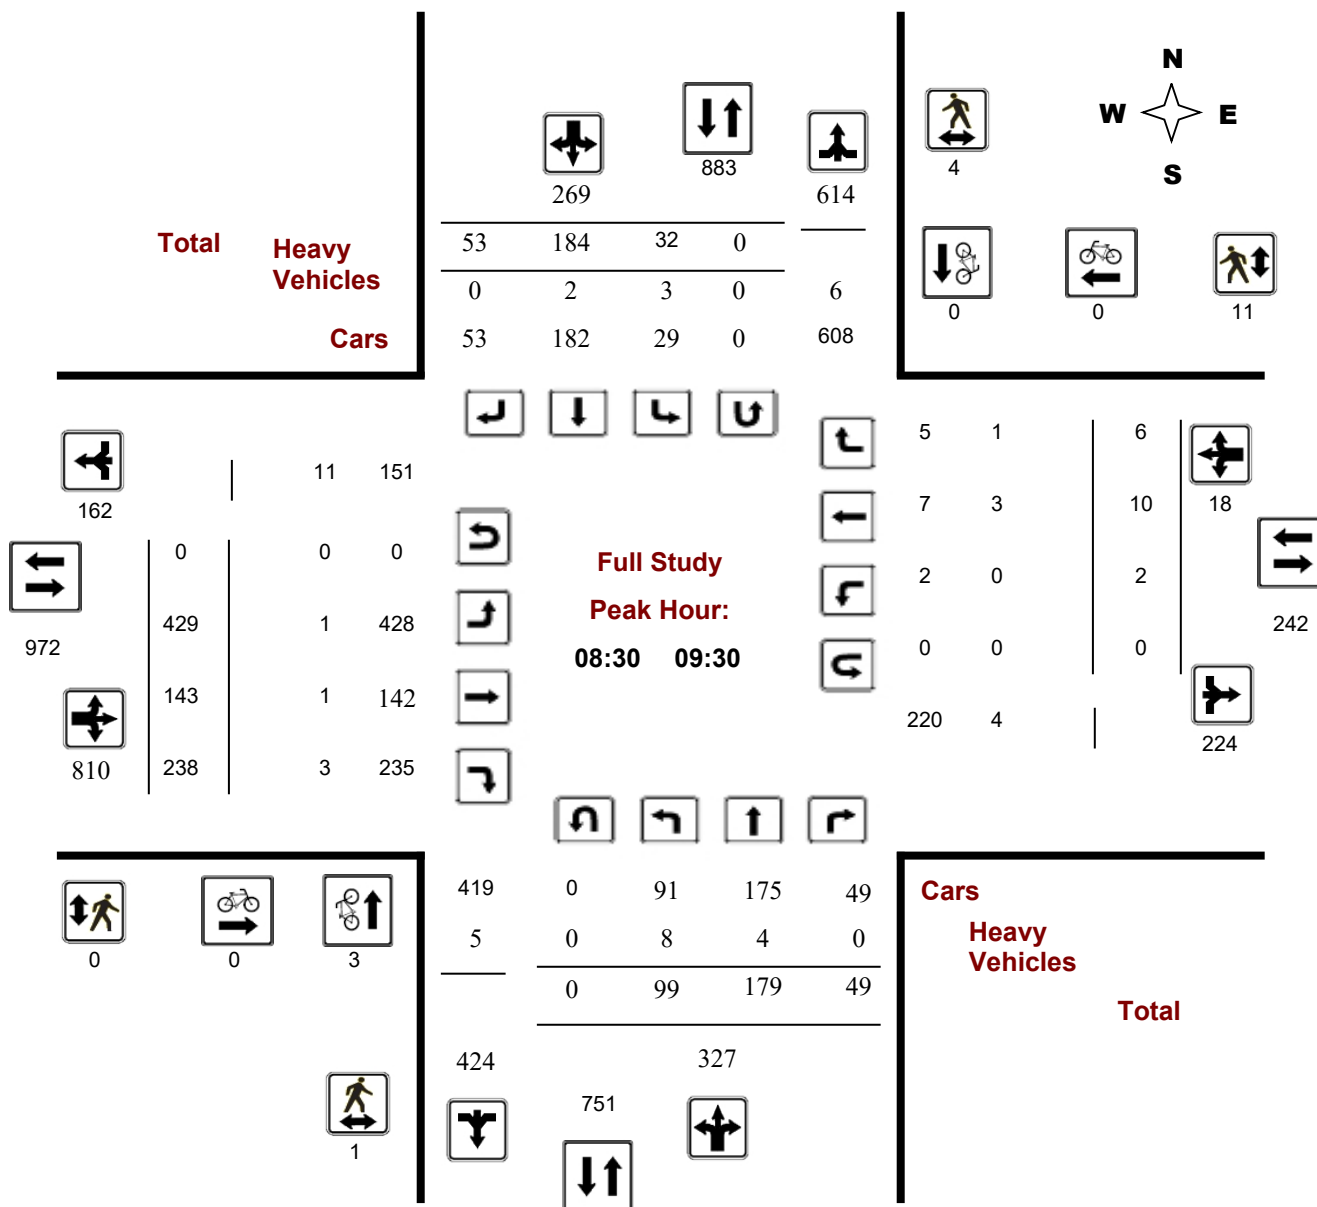 N
W E
S
883
4
269 614
Total Heavy Vehicles
53 184 32 0
0 2 3 0 6
Cars 53 182 29 0 608
0 0 11
5 1 6
11 151
162
7 3 10 18
0 0 0
Full Study
2 0 2
Peak Hour:
429 1 428 242
972
08:30 09:30
0 0 0
143 1 142
220 4
224
810 238 3 235
419 0 91 175 49
Cars
5 0 8 4 0
Heavy Vehicles
0 0 3
0 99 179 49
Total
424 327
751
1